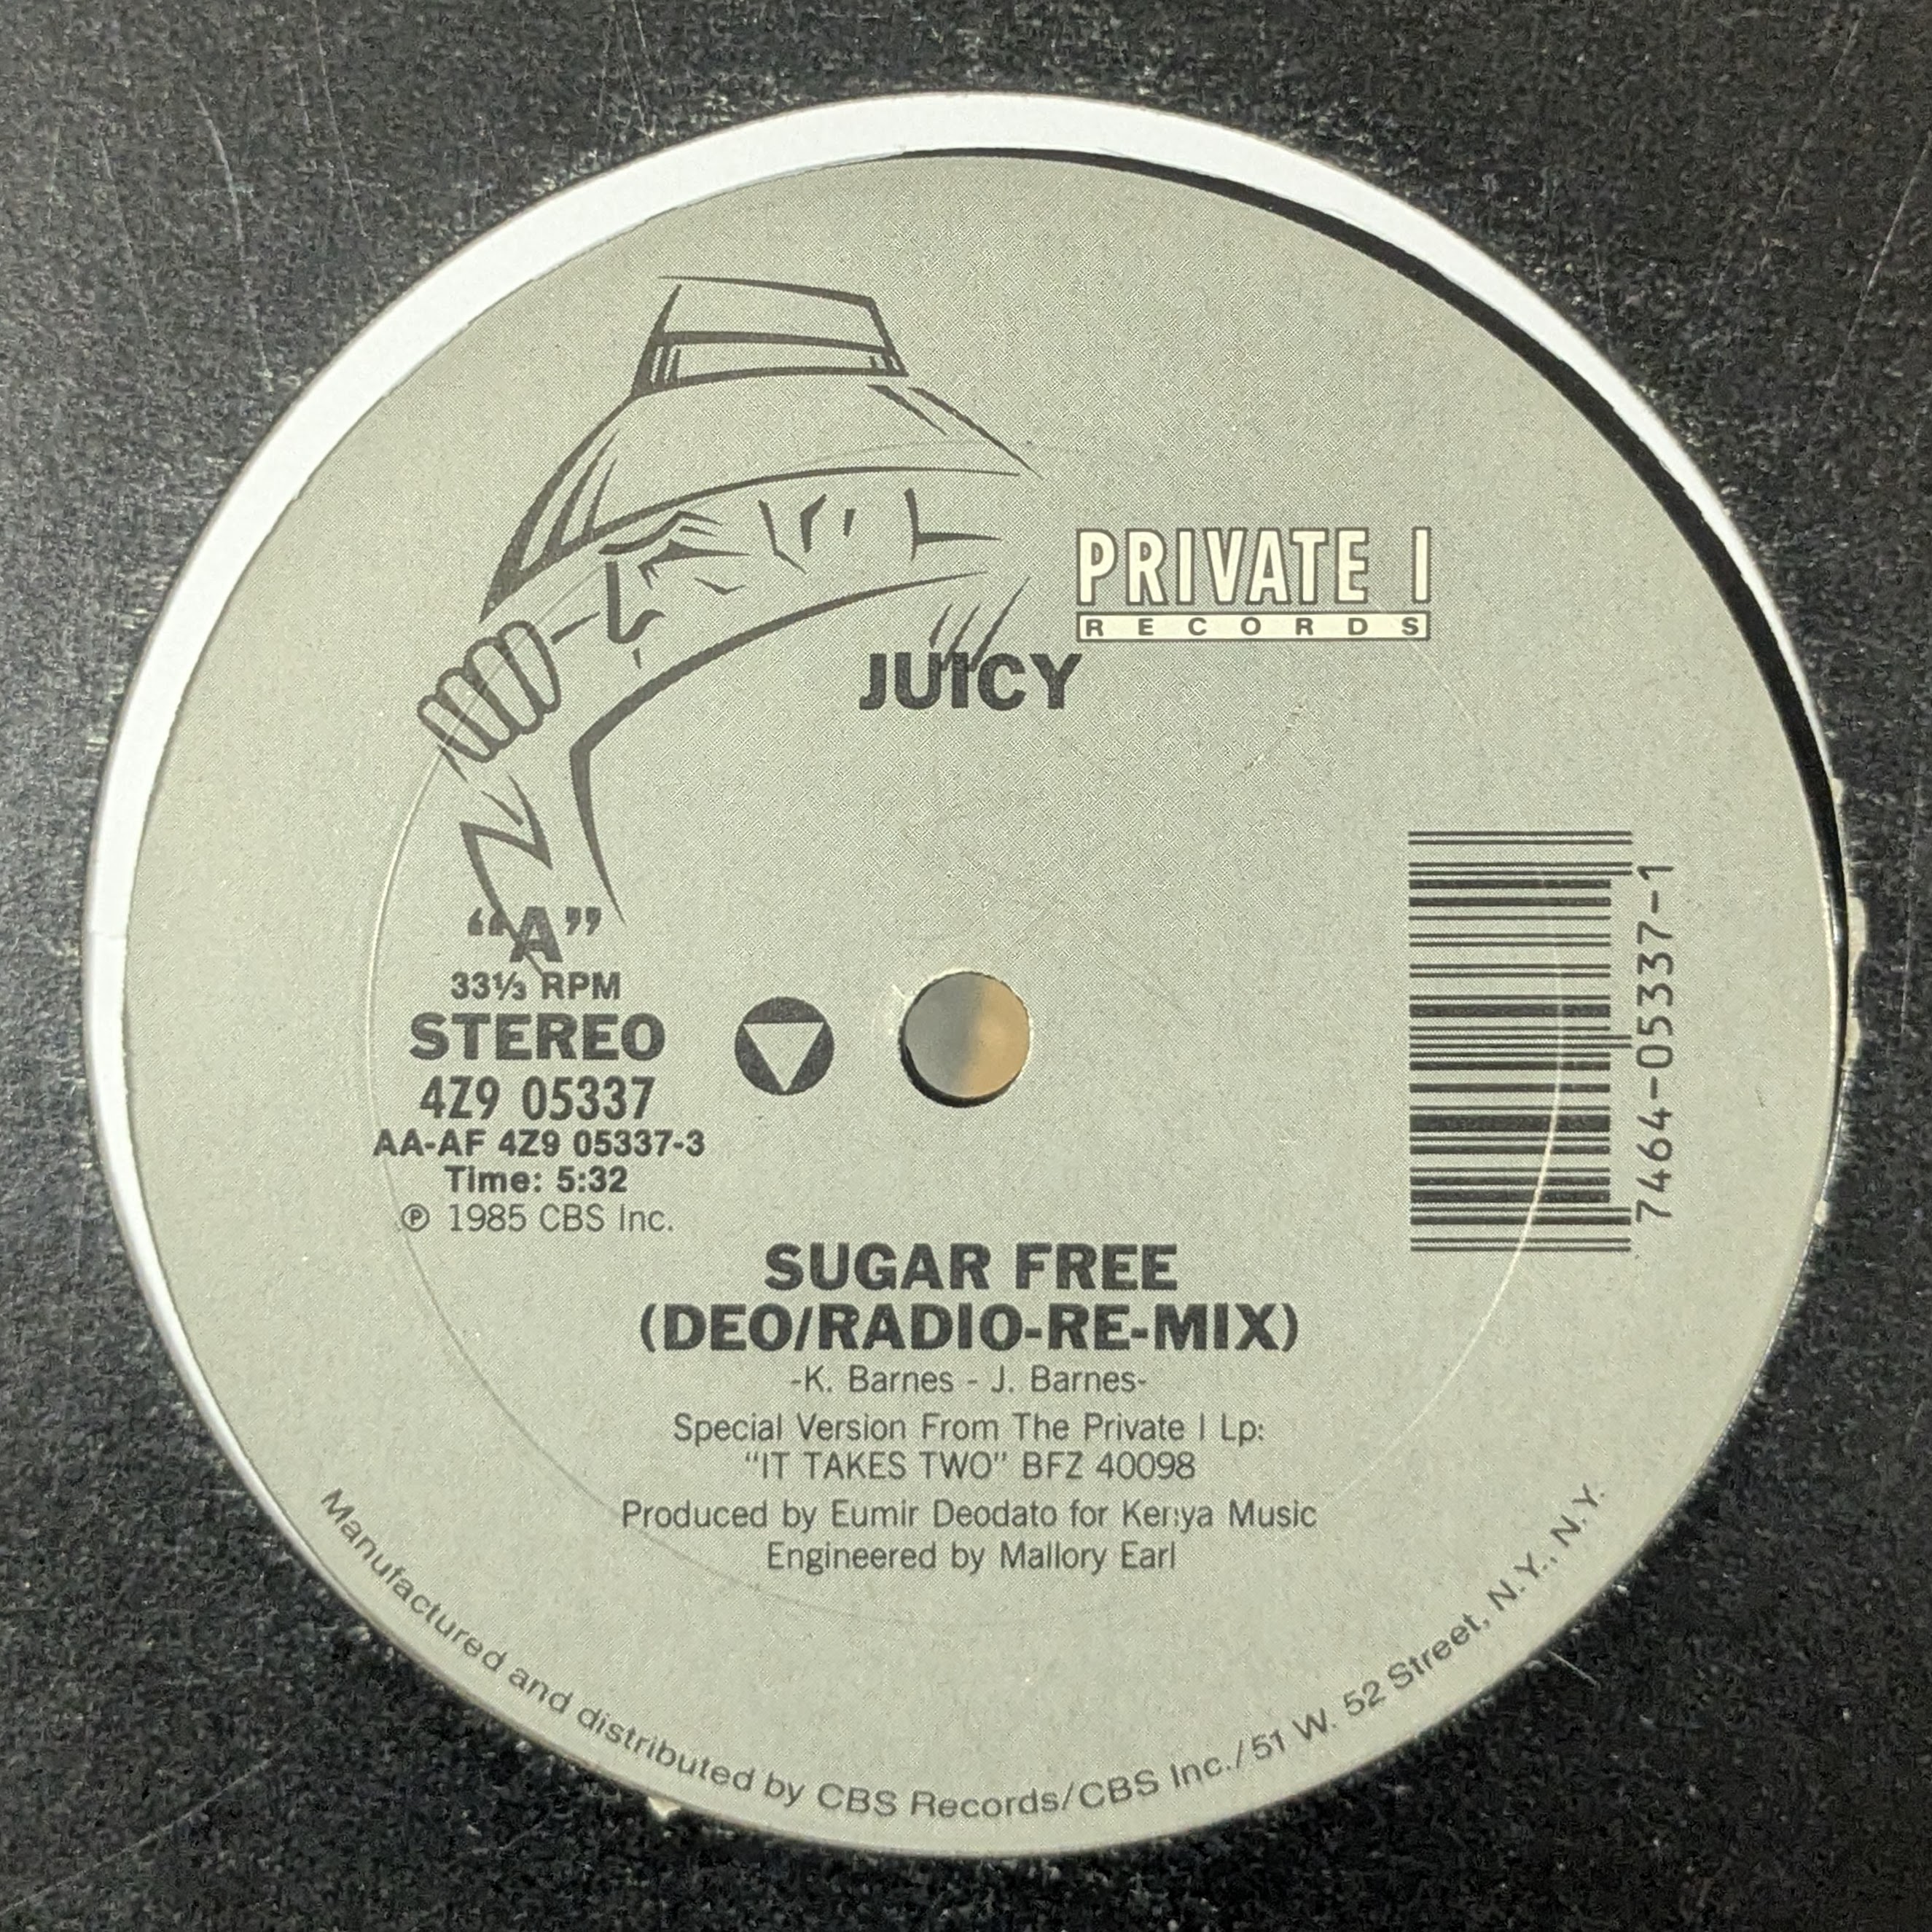 PRIVATE I
RECORDS
JUICY
“A”
33⅓ RPM
STEREO
4Z9 05337
AA-AF 4Z9 05337-3
Time: 5:32
℗ 1985 CBS Inc.
7464-05337-1
SUGAR FREE
(DEO/RADIO-RE-MIX)
-K. Barnes - J. Barnes-
Special Version From The Private I Lp:
“IT TAKES TWO” BFZ 40098
Produced by Eumir Deodato for Kenya Music
Engineered by Mallory Earl
Manufactured and distributed by CBS Records/CBS Inc./51 W. 52 Street, N.Y., N.Y.